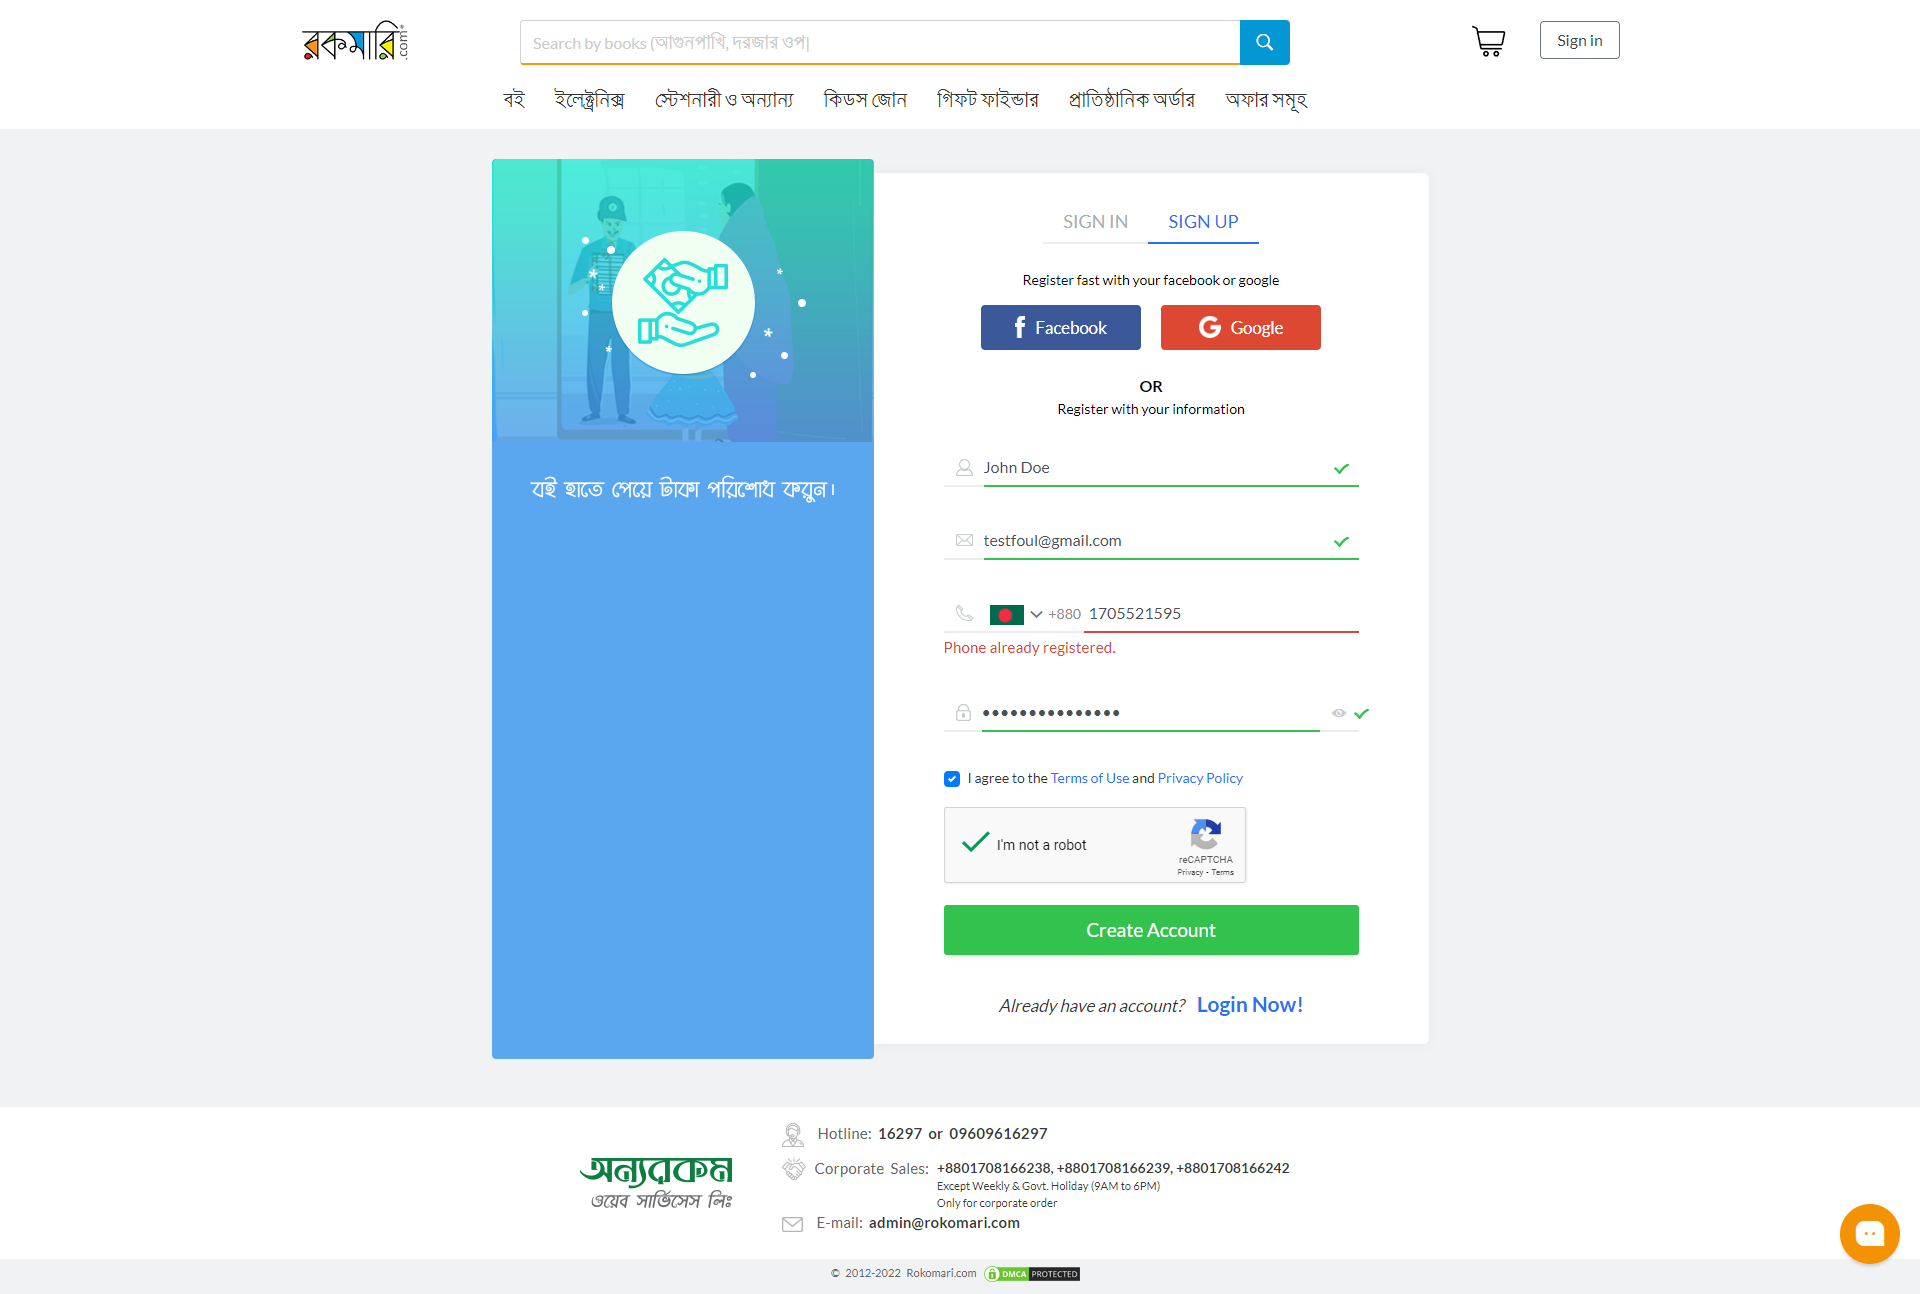 রকমারি.com
Search by books (আগুনপাখি, দরজার ওপ|
Sign in
বই ইলেক্ট্রনিক্স স্টেশনারী ও অন্যান্য কিডস জোন গিফট ফাইন্ডার প্রাতিষ্ঠানিক অর্ডার অফার সমূহ
বই হাতে পেয়ে টাকা পরিশোধ করুন।
SIGN IN SIGN UP
Register fast with your facebook or google
Facebook Google
OR
Register with your information
John Doe
testfoul@gmail.com
+880 1705521595
Phone already registered.
I agree to the Terms of Use and Privacy Policy
I'm not a robot
reCAPTCHA
Privacy - Terms
Create Account
Already have an account? Login Now!
অন্যরকম
ওয়েব সার্ভিসেস লিঃ
Hotline: 16297 or 09609616297
Corporate Sales: +8801708166238, +8801708166239, +8801708166242
Except Weekly & Govt. Holiday (9AM to 6PM)
Only for corporate order
E-mail: admin@rokomari.com
© 2012-2022 Rokomari.com DMCA PROTECTED